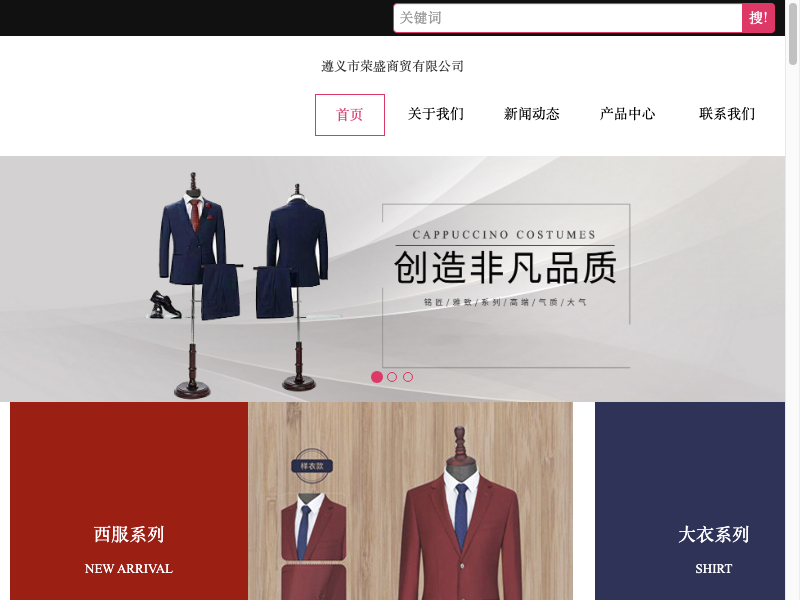 关键词
搜!
遵义市荣盛商贸有限公司
首页
关于我们
新闻动态
产品中心
联系我们
CAPPUCCINO COSTUMES
创造非凡品质
铭匠/雅致/系列/高端/气质/大气
样衣款
西服系列
NEW ARRIVAL
大衣系列
SHIRT